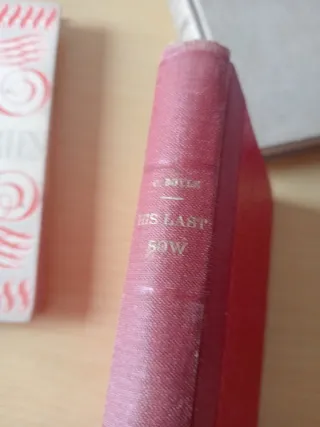 C. DOYLE
HIS LAST
BOW